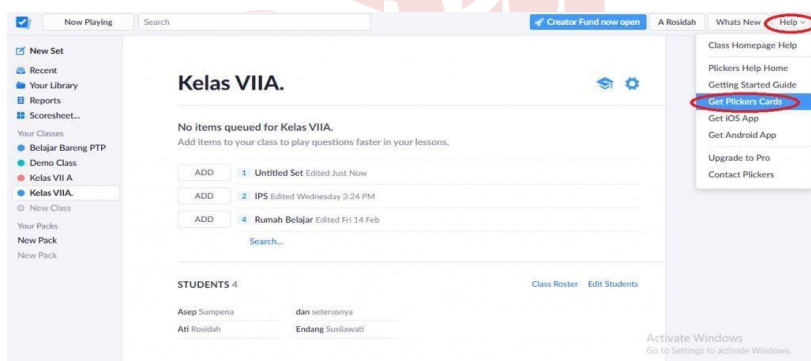 Now Playing
Search
Creator Fund now open
A Rosidah
Whats New
Help
New Set
Recent
Your Library
Reports
Scoresheet...
Your Classes
Belajar Bareng PTP
Demo Class
Kelas VII A
Kelas VIIA.
New Class
Your Packs
New Pack
New Pack
Kelas VIIA.
No items queued for Kelas VIIA.
Add items to your class to play questions faster in your lessons.
ADD 1 Untitled Set Edited Just Now
ADD 2 IPS Edited Wednesday 3:24 PM
ADD 4 Rumah Belajar Edited Fri 14 Feb
Search...
STUDENTS 4
Class Roster Edit Students
Asep Sumpena dan seterusnya
Ati Rosidah Endang Susilawati
Class Homepage Help
Plickers Help Home
Getting Started Guide
Get Plickers Cards
Get iOS App
Get Android App
Upgrade to Pro
Contact Plickers
Activate Windows
Go to Settings to activate Windows.